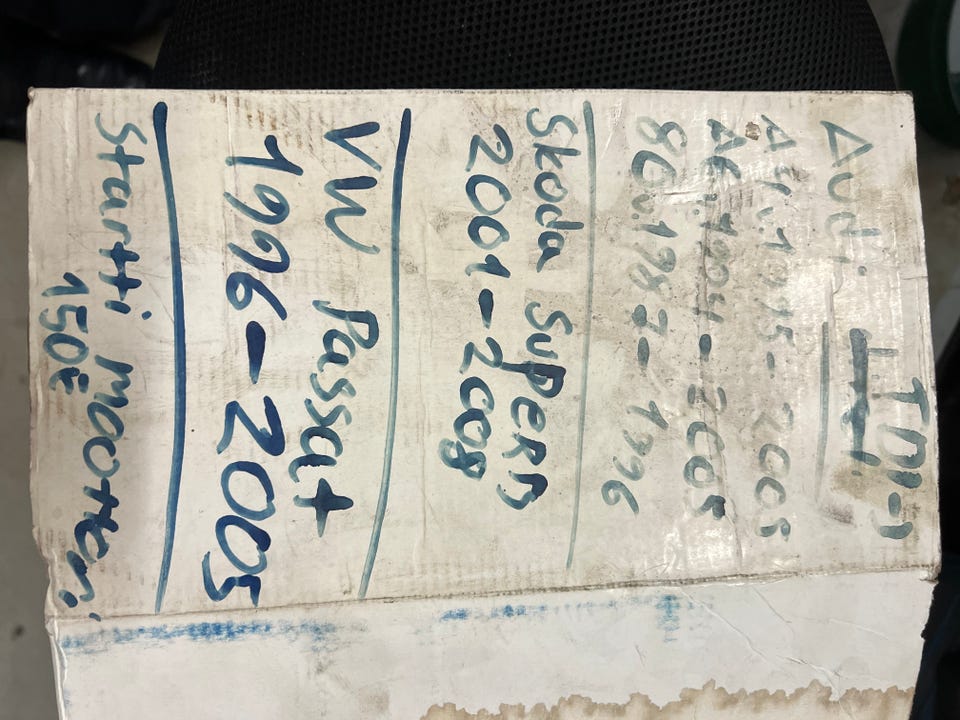 TDI
Audi:
A4 v.1995-2005
A6 v.1994-2005
80 v.1987-1996
Skoda SuPERB
2001-2008
VW Passat
1996-2005
Startti moottori:
150€